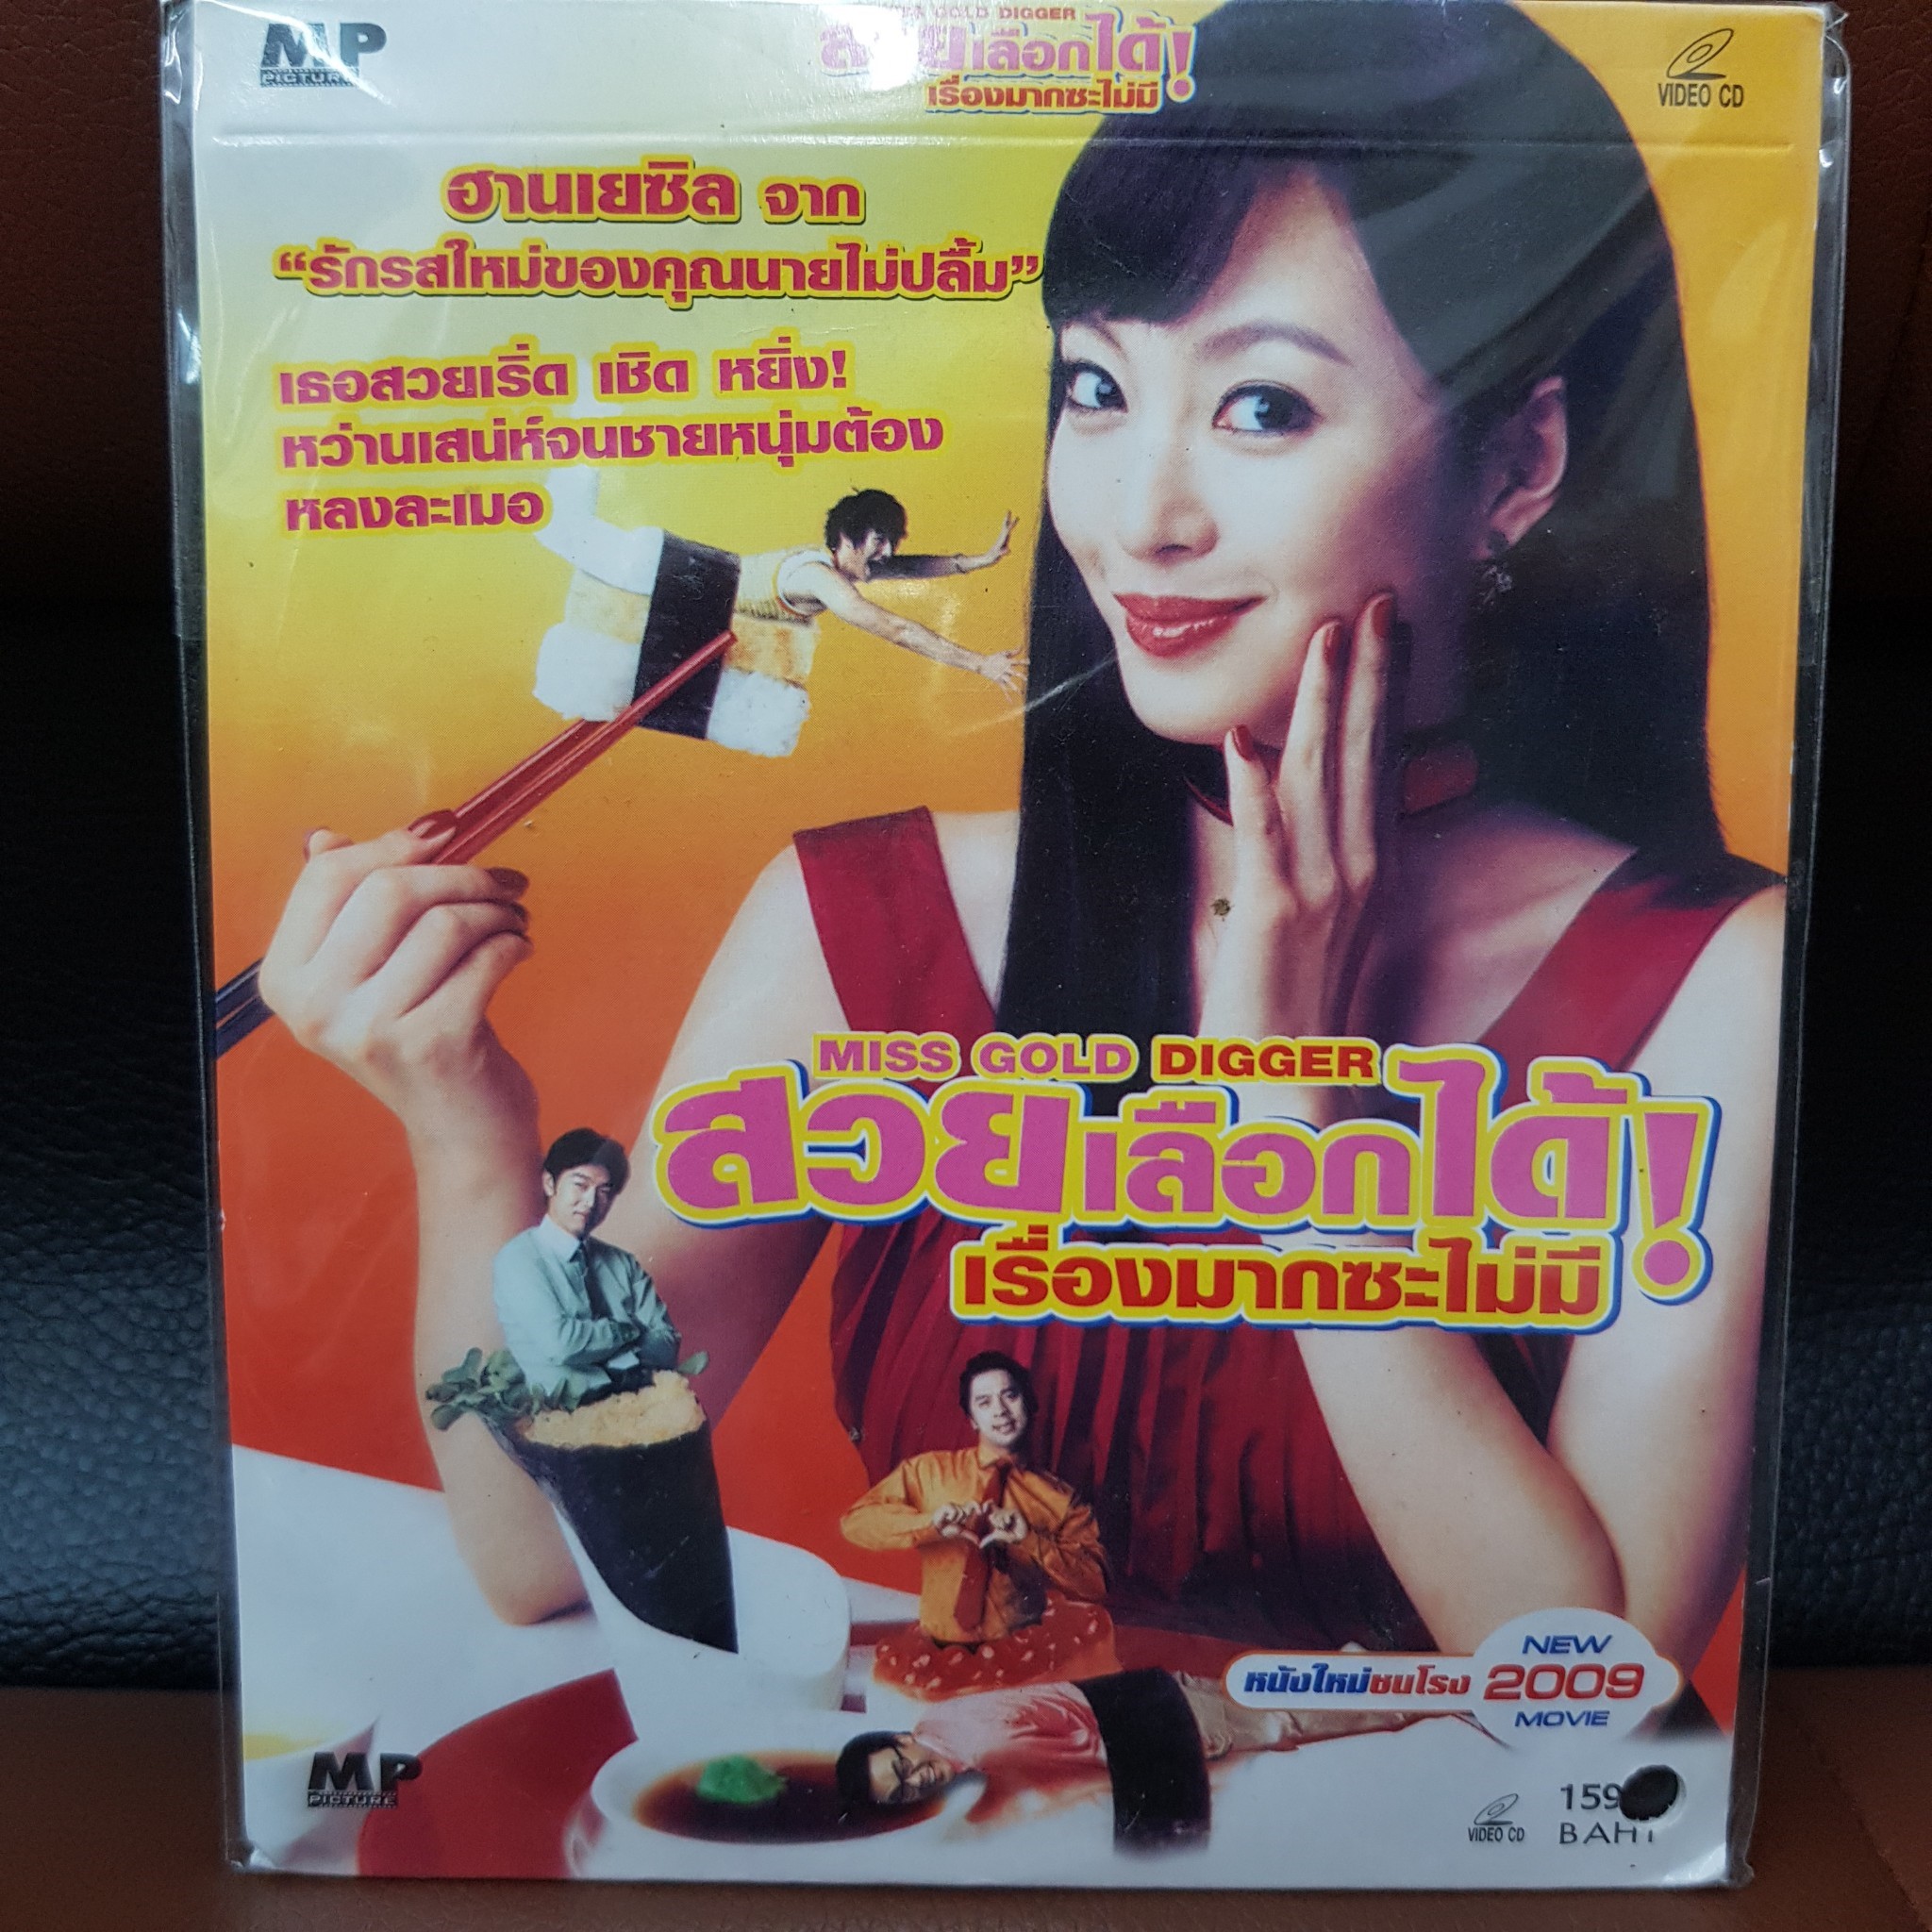 MP
PICTURE
GOLD DIGGER
สวยเลือกได้!
เรื่องมากซะไม่มี
VIDEO CD
ฮานเยซิล จาก
“รักรสใหม่ของคุณนายไม่ปลื้ม”
เธอสวยเริ่ด เชิด หยิ่ง!
หว่านเสน่ห์จนชายหนุ่มต้อง
หลงละเมอ
MISS GOLD DIGGER
สวยเลือกได้!
เรื่องมากซะไม่มี
NEW
หนังใหม่ชนโรง 2009
MOVIE
MP
PICTURE
VIDEO CD
159
BAHT